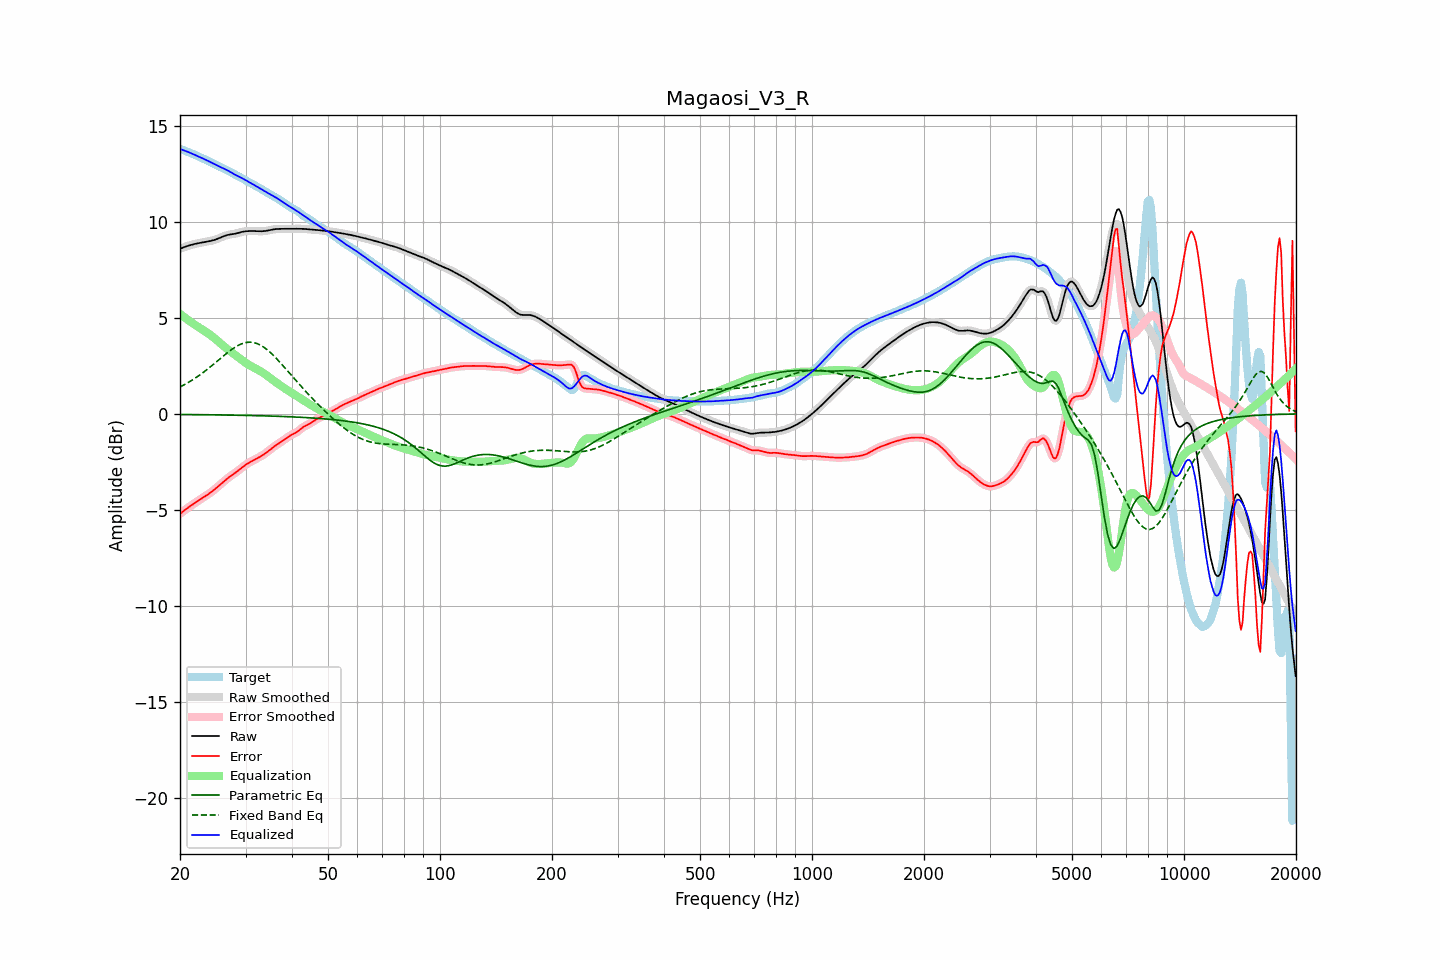 Magaosi_V3_R
15
10
5
0
−5
−10
−15
−20
Amplitude (dBr)
Target
Raw Smoothed
Error Smoothed
Raw
Error
Equalization
Parametric Eq
Fixed Band Eq
Equalized
20 50 100 200 500 1000 2000 5000 10000 20000
Frequency (Hz)